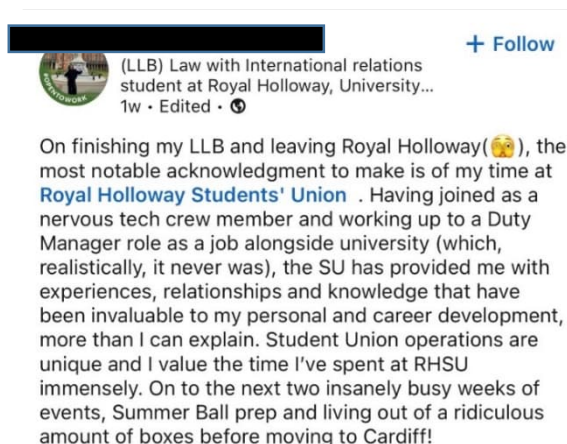 + Follow
(LLB) Law with International relations
student at Royal Holloway, University...
1w • Edited •
#OPENTOWORK
On finishing my LLB and leaving Royal Holloway(🫣), the
most notable acknowledgment to make is of my time at
Royal Holloway Students' Union . Having joined as a
nervous tech crew member and working up to a Duty
Manager role as a job alongside university (which,
realistically, it never was), the SU has provided me with
experiences, relationships and knowledge that have
been invaluable to my personal and career development,
more than I can explain. Student Union operations are
unique and I value the time I've spent at RHSU
immensely. On to the next two insanely busy weeks of
events, Summer Ball prep and living out of a ridiculous
amount of boxes before moving to Cardiff!